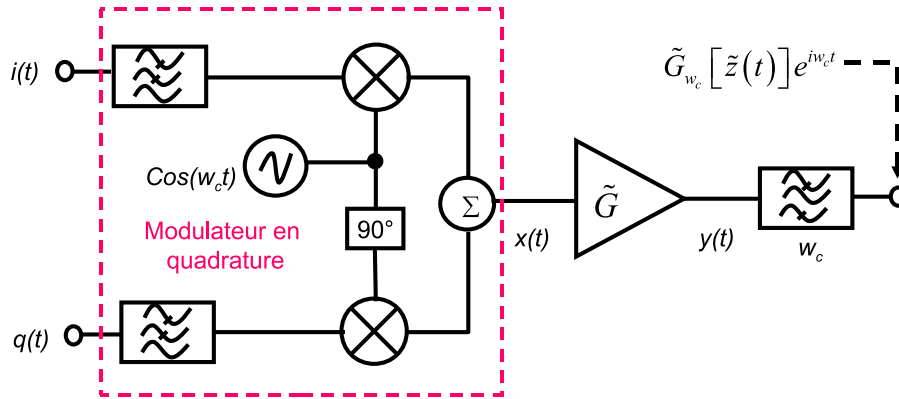 i(t)
G̃w_c [z̃(t)]e^{iw_c t}
Cos(w_c t)
Σ
G̃
90°
Modulateur en
quadrature
x(t)
y(t)
w_c
q(t)